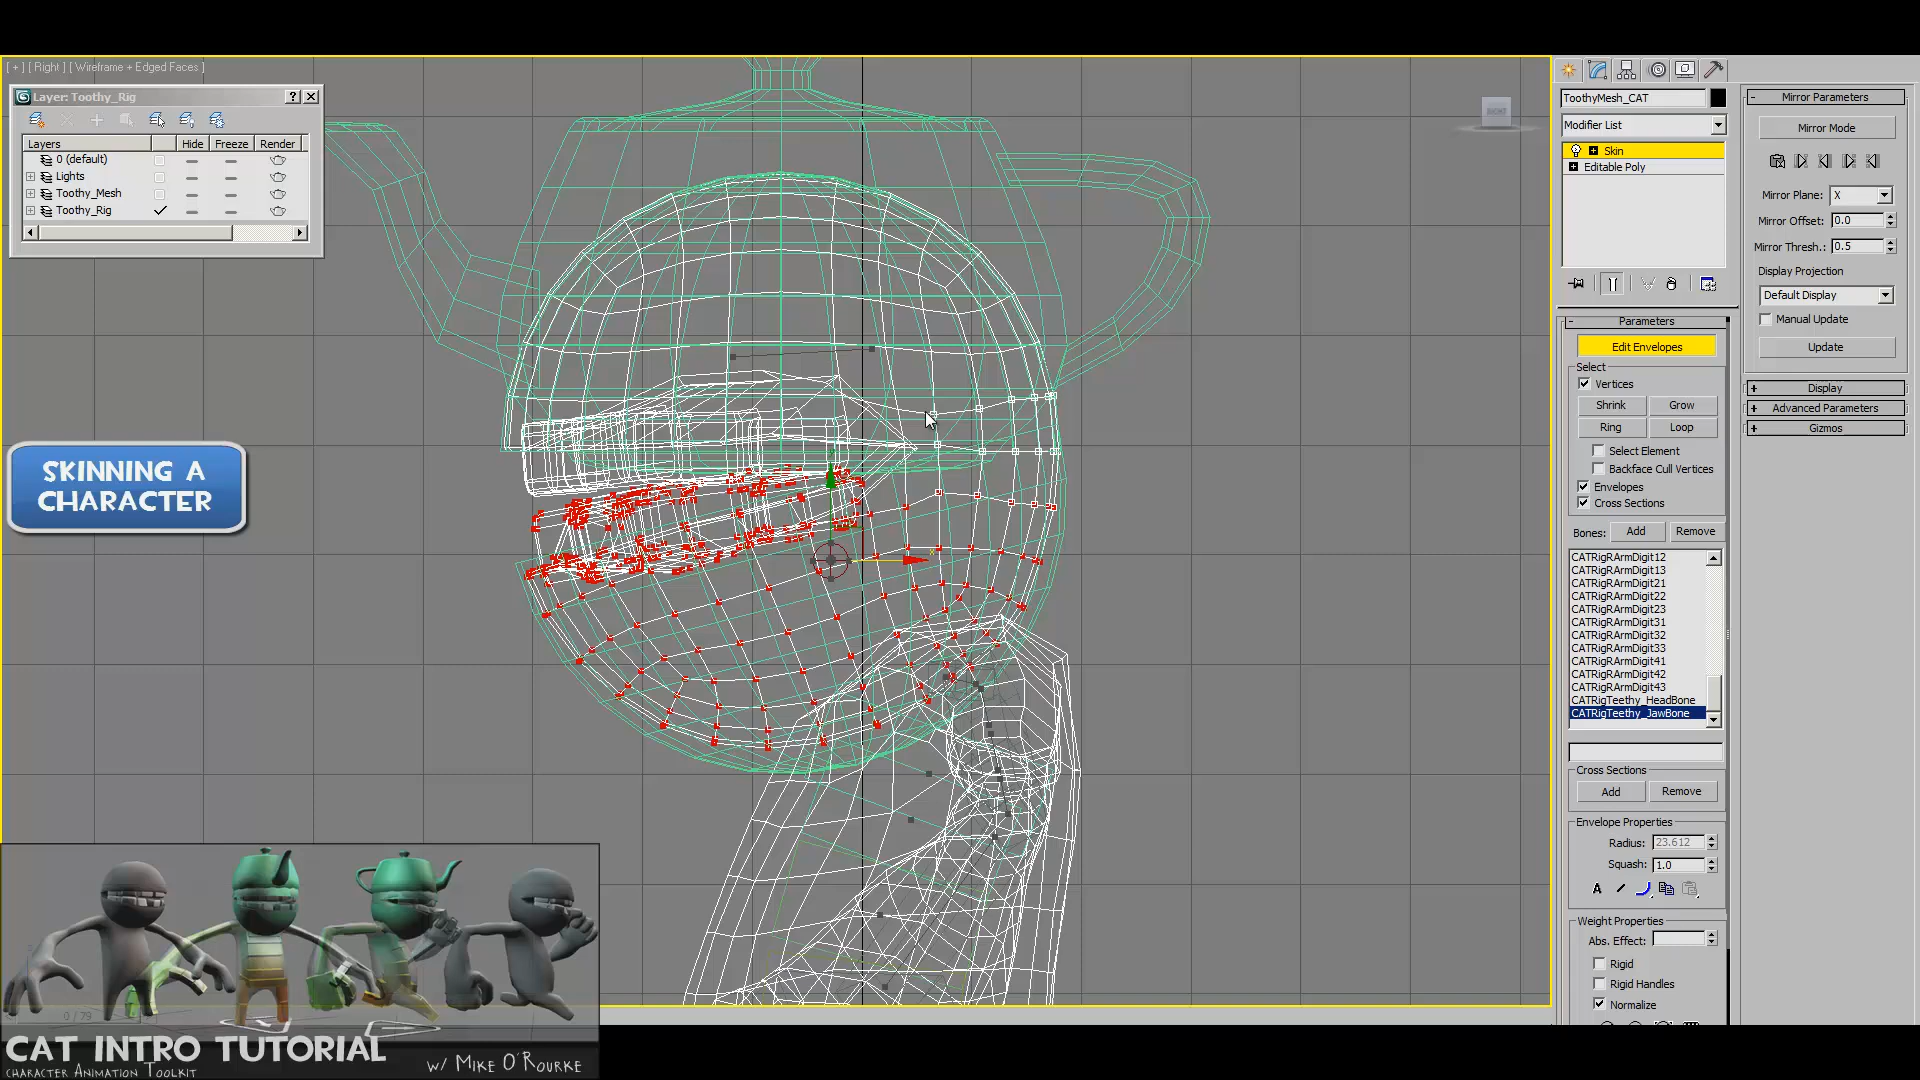 [ + ] [ Right ] [ Wireframe + Edged Faces ]
Layer: Toothy_Rig
Layers Hide Freeze Render
0 (default)
Lights
Toothy_Mesh
Toothy_Rig
SKINNING A
CHARACTER
ToothyMesh_CAT
Modifier List
Skin
Editable Poly
Parameters
Edit Envelopes
Select
Vertices
Shrink Grow
Ring Loop
Select Element
Backface Cull Vertices
Envelopes
Cross Sections
Bones: Add Remove
CATRigRArmDigit12
CATRigRArmDigit13
CATRigRArmDigit21
CATRigRArmDigit22
CATRigRArmDigit23
CATRigRArmDigit31
CATRigRArmDigit32
CATRigRArmDigit33
CATRigRArmDigit41
CATRigRArmDigit42
CATRigRArmDigit43
CATRigTeethy_HeadBone
CATRigTeethy_JawBone
Cross Sections
Add Remove
Envelope Properties
Radius: 23.612
Squash: 1.0
A
Weight Properties
Abs. Effect:
Rigid
Rigid Handles
Normalize
Mirror Parameters
Mirror Mode
Mirror Plane: X
Mirror Offset: 0.0
Mirror Thresh.: 0.5
Display Projection
Default Display
Manual Update
Update
Display
Advanced Parameters
Gizmos
0 / 79
CAT INTRO TUTORIAL
CHARACTER ANIMATION TOOLKIT
W/ MIKE O'ROURKE